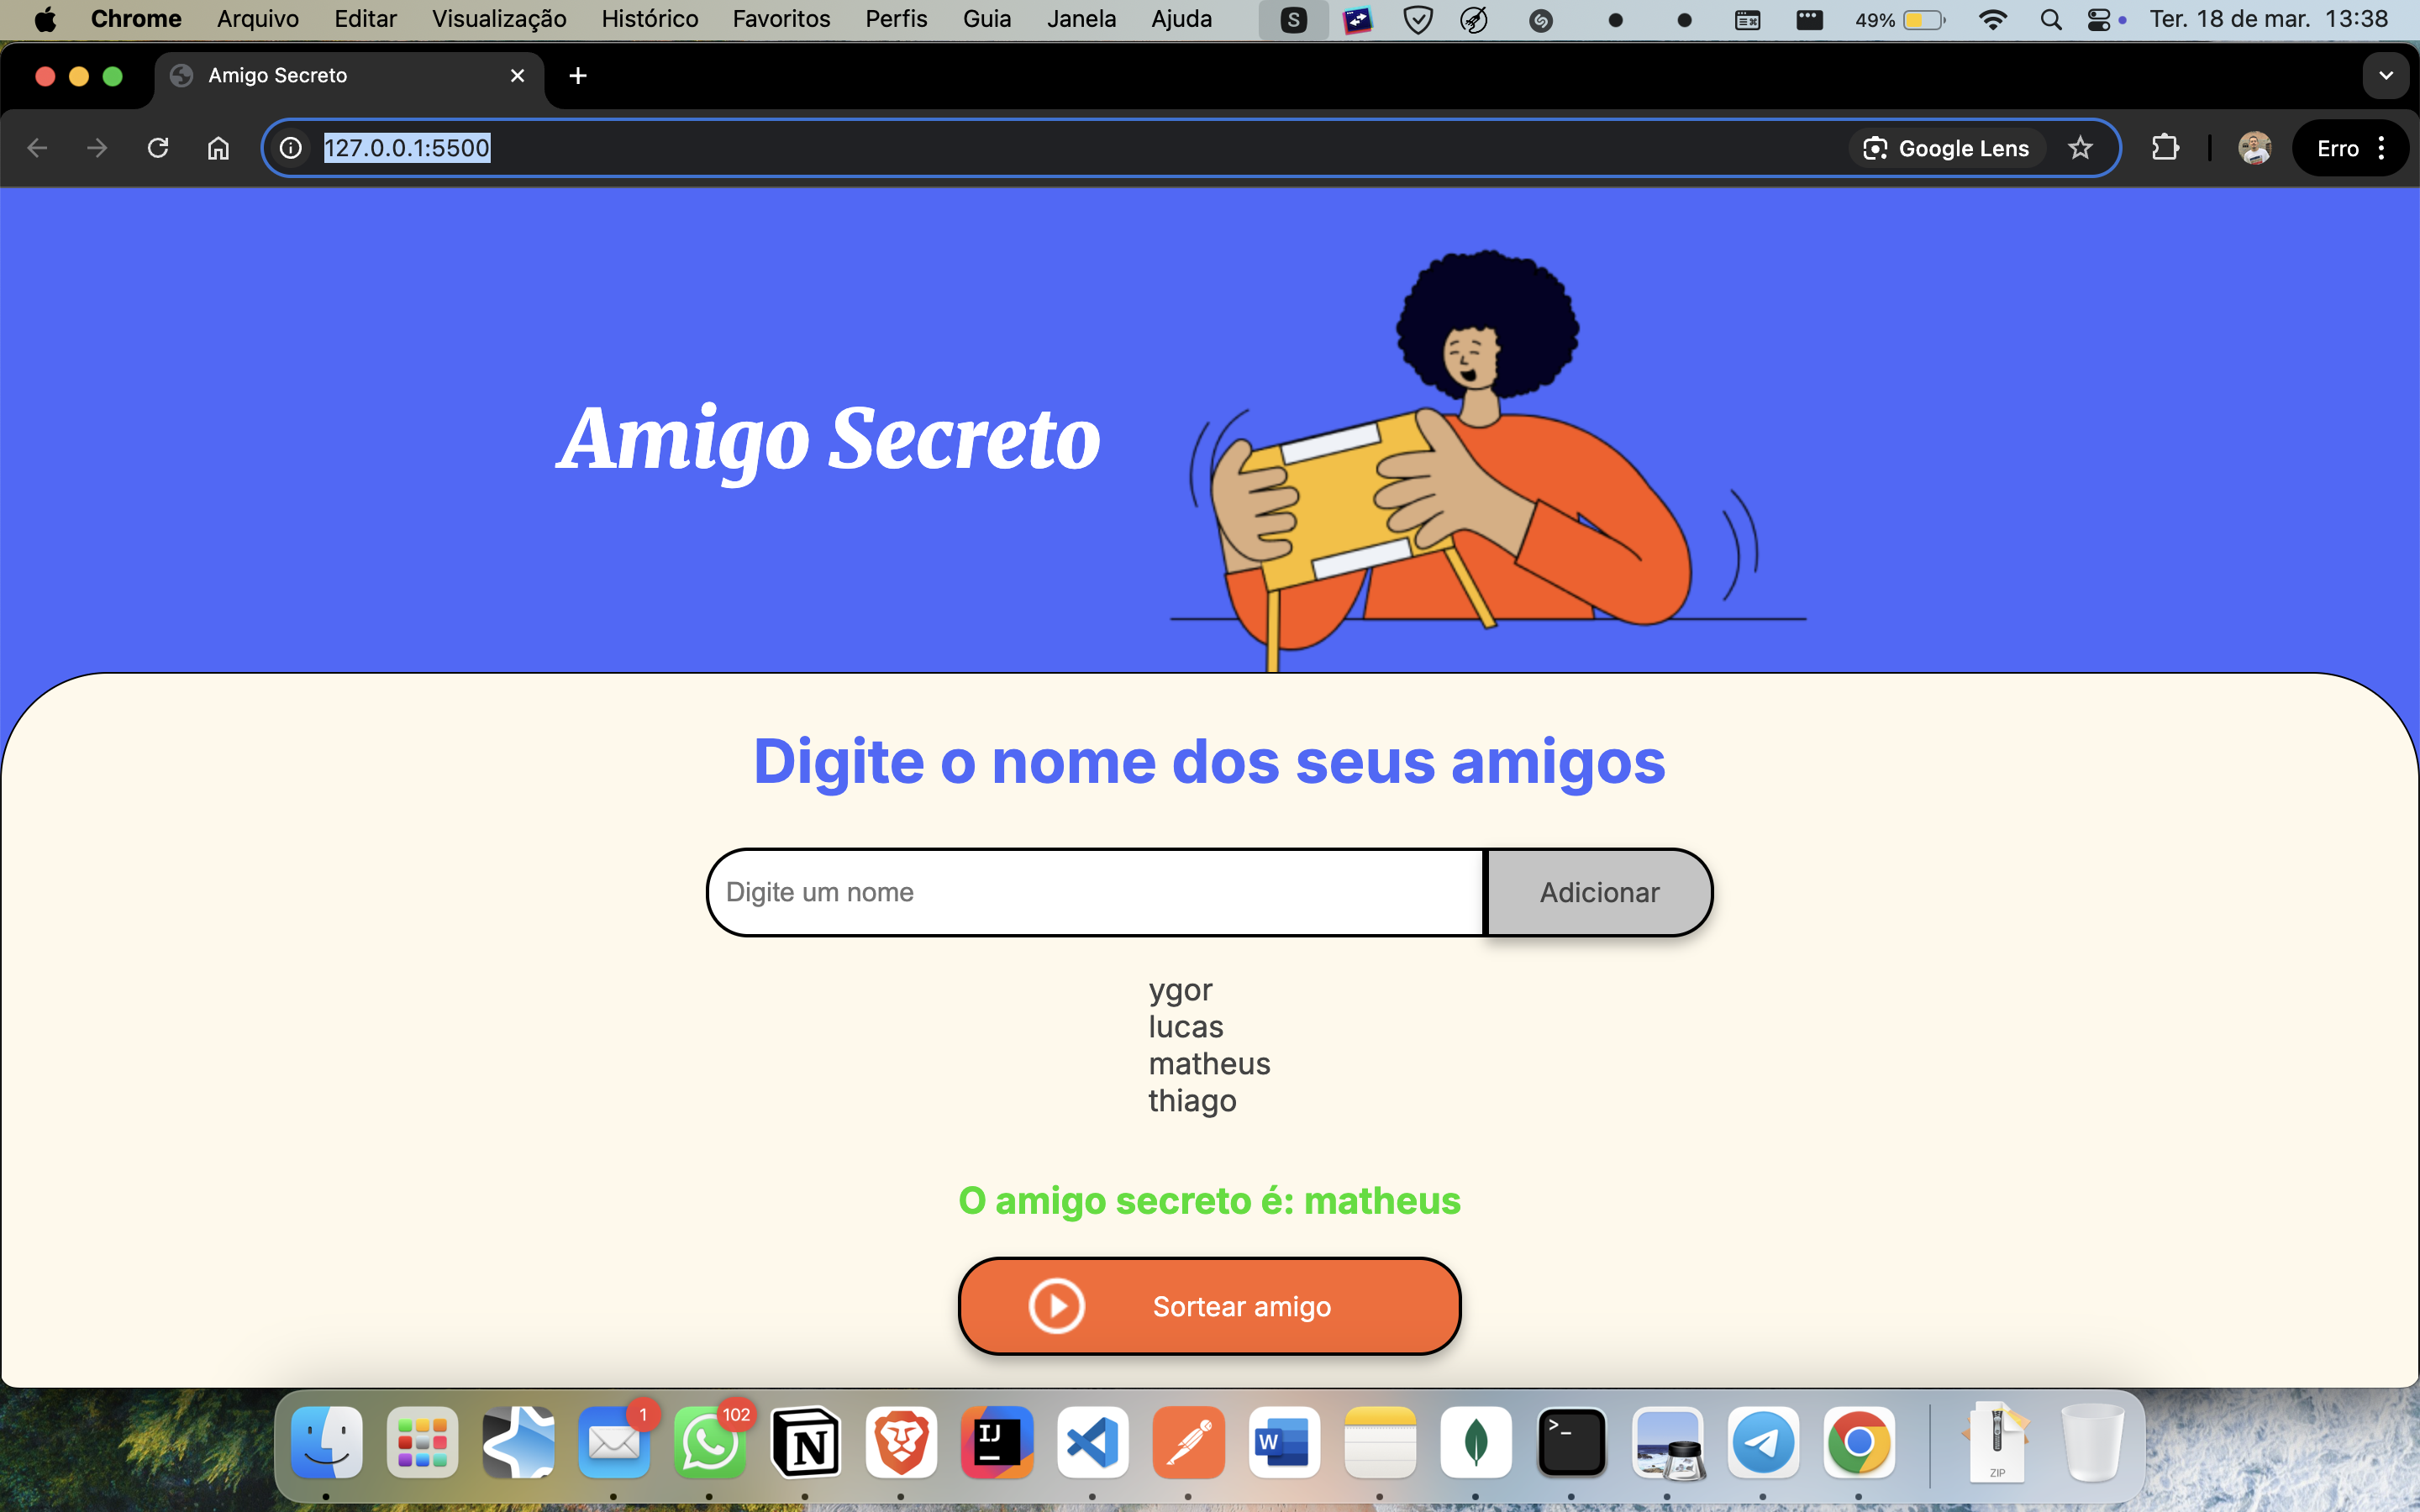 Chrome Arquivo Editar Visualização Histórico Favoritos Perfis Guia Janela Ajuda S 49% Ter. 18 de mar. 13:38
Amigo Secreto
127.0.0.1:5500 Google Lens Erro
Amigo Secreto
Digite o nome dos seus amigos
Digite um nome Adicionar
ygor
lucas
matheus
thiago
O amigo secreto é: matheus
Sortear amigo
1 102
N IJ W >_ ZIP